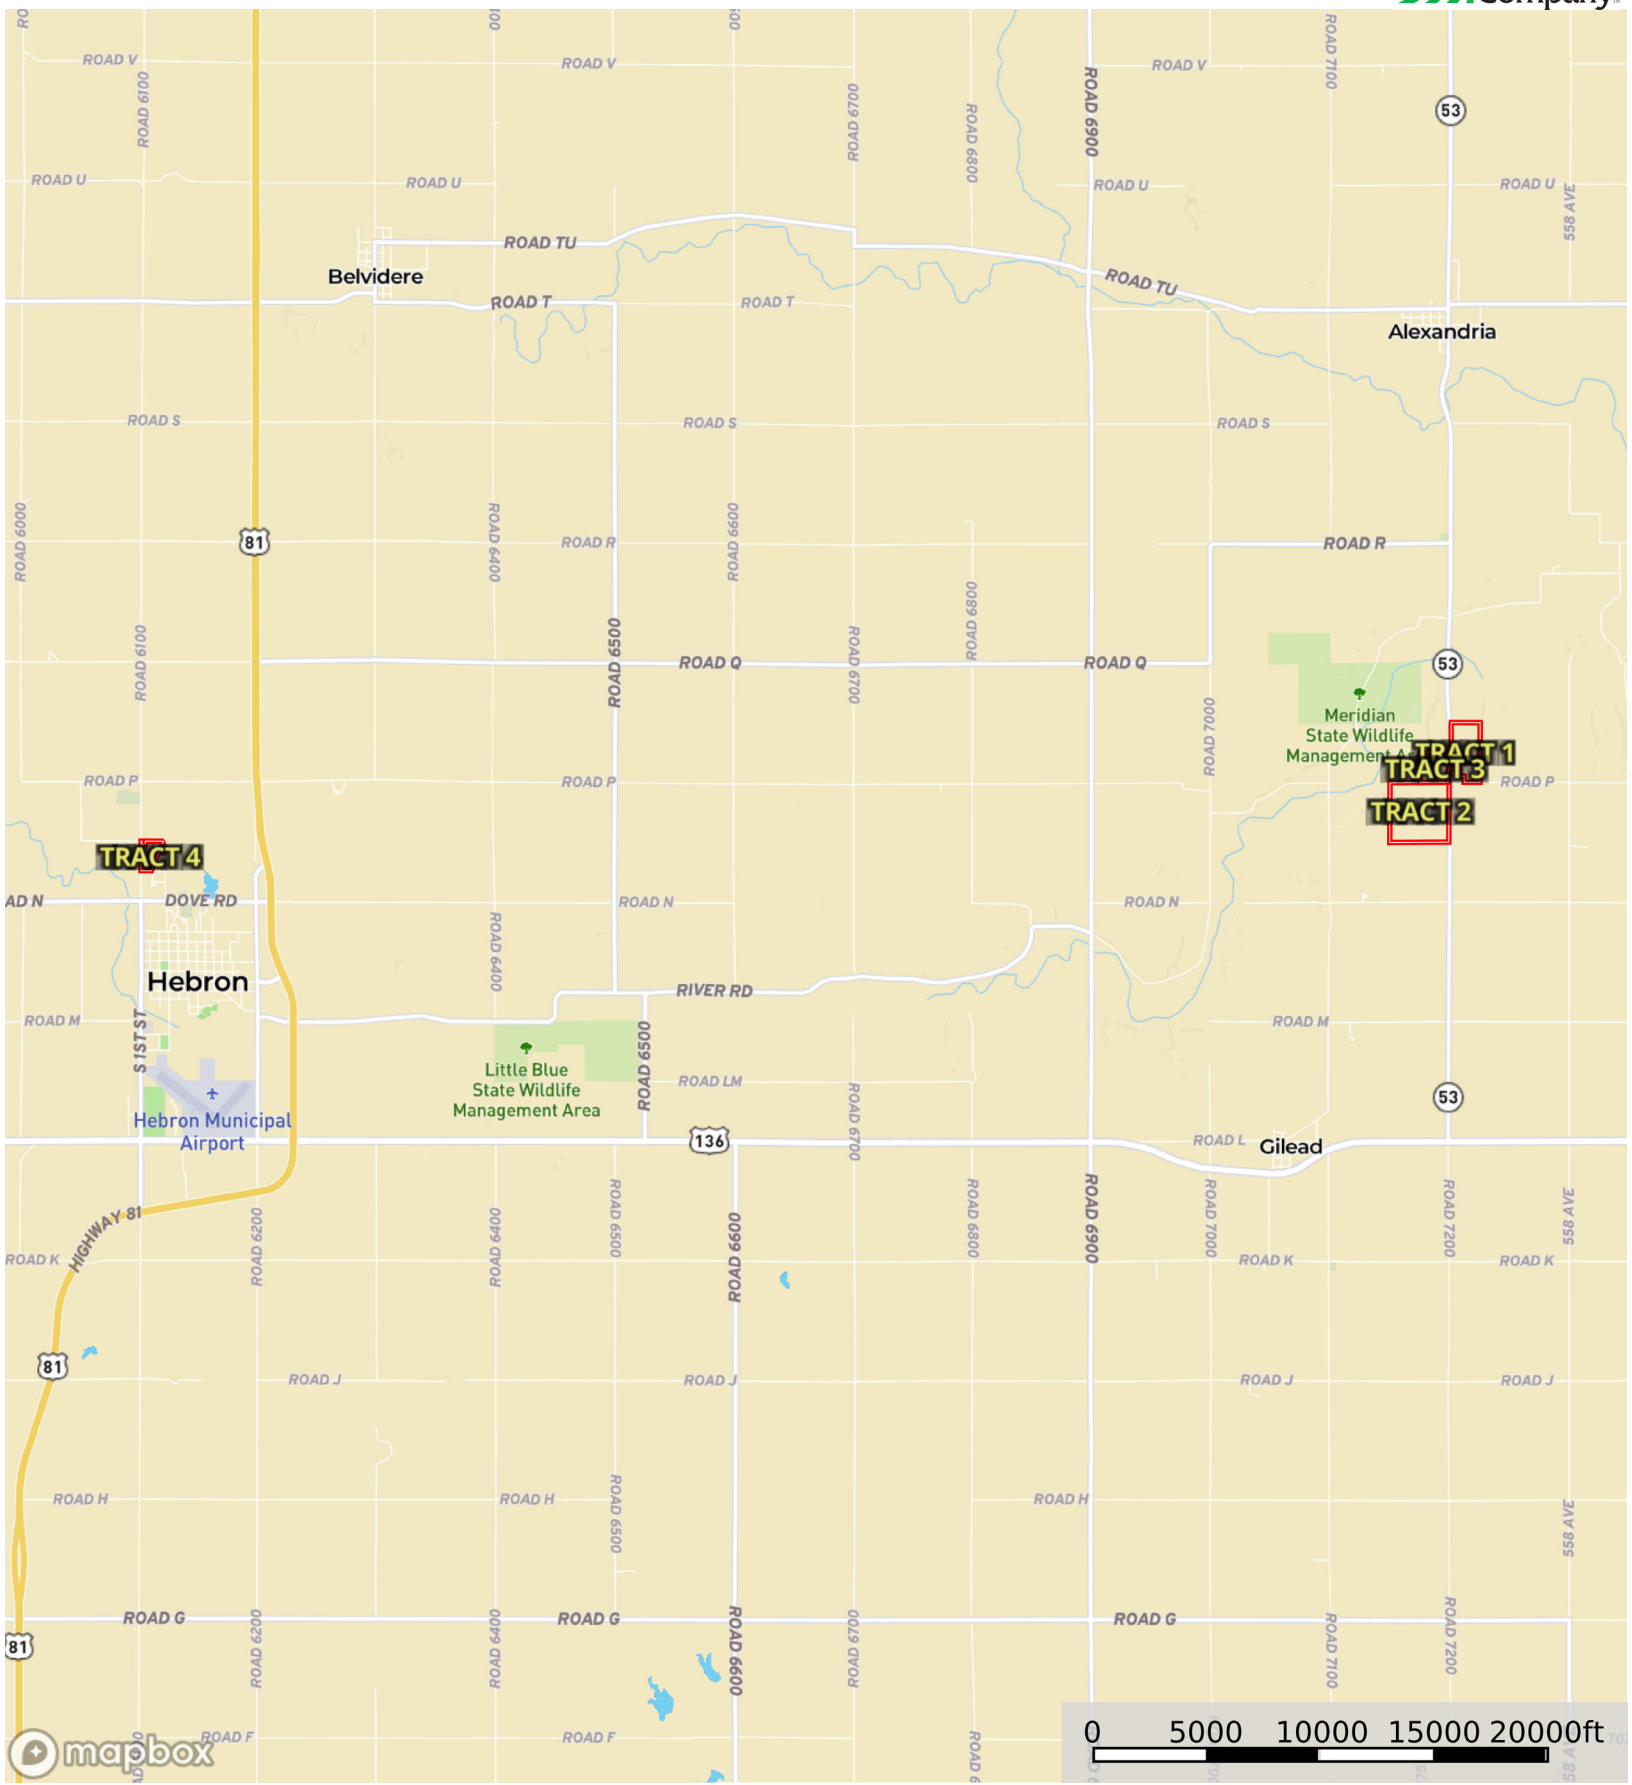 Company
ROAD V
ROAD V
ROAD V
ROAD 6100
ROAD 6700
ROAD 6800
ROAD 6900
ROAD 7100
53
ROAD U
ROAD U
ROAD U
ROAD U
558 AVE
ROAD TU
Belvidere
ROAD TU
ROAD T
ROAD T
Alexandria
ROAD S
ROAD S
ROAD S
ROAD 6000
81
ROAD 6400
ROAD R
ROAD 6600
ROAD R
ROAD 6100
ROAD 6500
ROAD Q
ROAD 6700
ROAD 6800
ROAD Q
53
ROAD 7000
Meridian
State Wildlife
Management
TRACT 1
TRACT 3
ROAD P
ROAD P
ROAD P
TRACT 2
TRACT 4
AD N
DOVE RD
ROAD N
ROAD N
ROAD 6400
Hebron
RIVER RD
ROAD M
ROAD M
S 1ST ST
ROAD 6500
Little Blue
State Wildlife
Management Area
ROAD LM
ROAD 6700
53
Hebron Municipal
Airport
136
ROAD L
Gilead
HIGHWAY 81
ROAD 6200
ROAD 6400
ROAD 6500
ROAD 6600
ROAD 6800
ROAD 6900
ROAD 7000
ROAD 7200
558 AVE
ROAD K
ROAD K
ROAD K
81
ROAD J
ROAD J
ROAD J
ROAD J
ROAD H
ROAD H
ROAD H
ROAD 6500
558 AVE
ROAD G
ROAD G
ROAD G
81
ROAD 6200
ROAD 6400
ROAD 6600
ROAD 6700
ROAD 7100
ROAD 7200
mapbox
ROAD F
ROAD F
ROAD 6
0 5000 10000 15000 20000ft